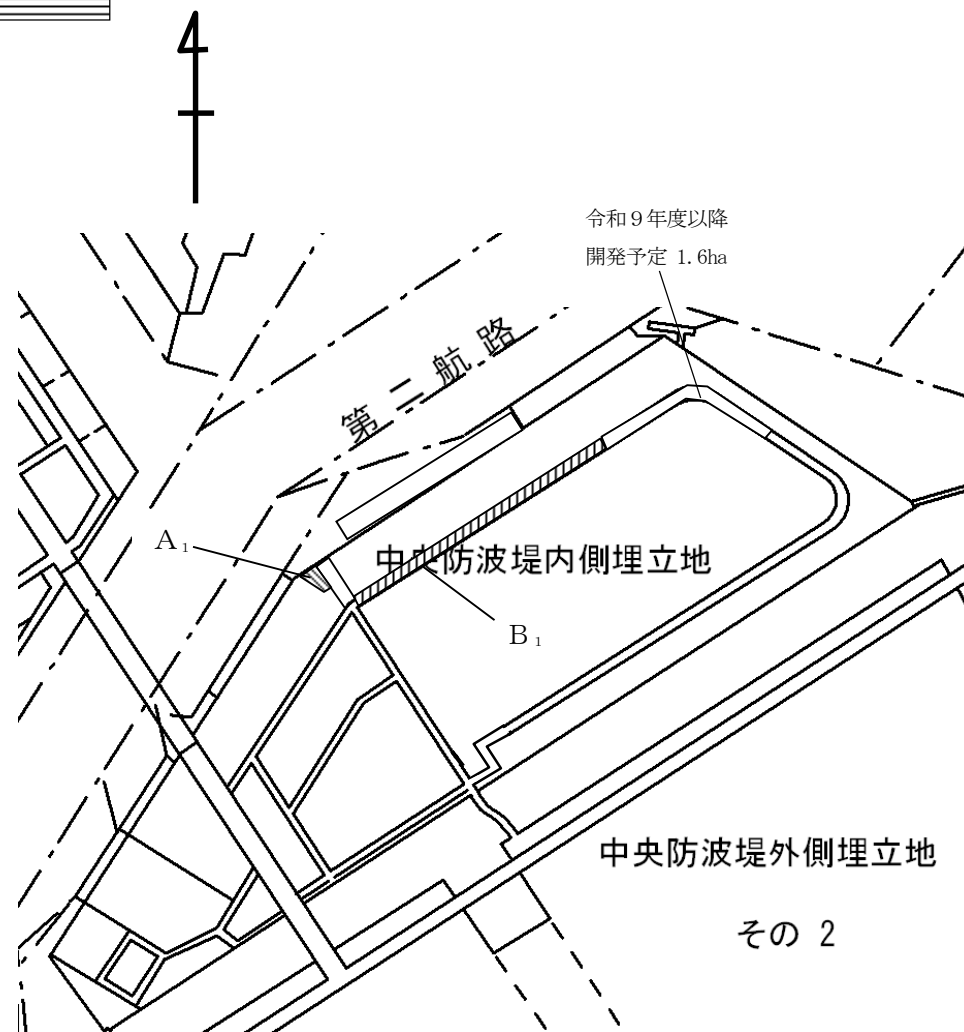 令和９年度以降
開発予定 1.6ha
第二航路
A₁
中央防波堤内側埋立地
B₁
中央防波堤外側埋立地
その 2